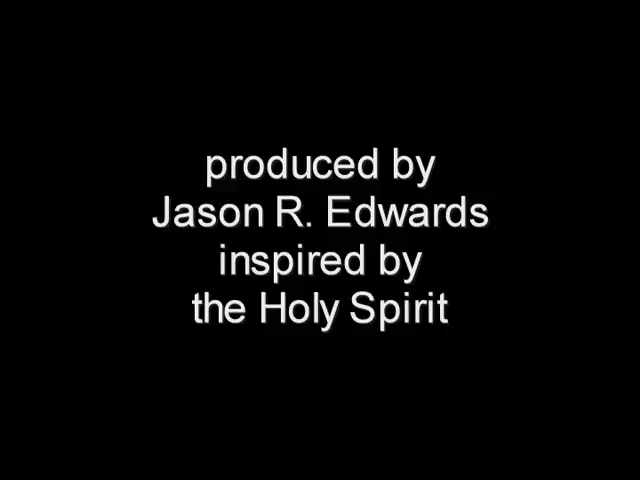 produced by
Jason R. Edwards
inspired by
the Holy Spirit